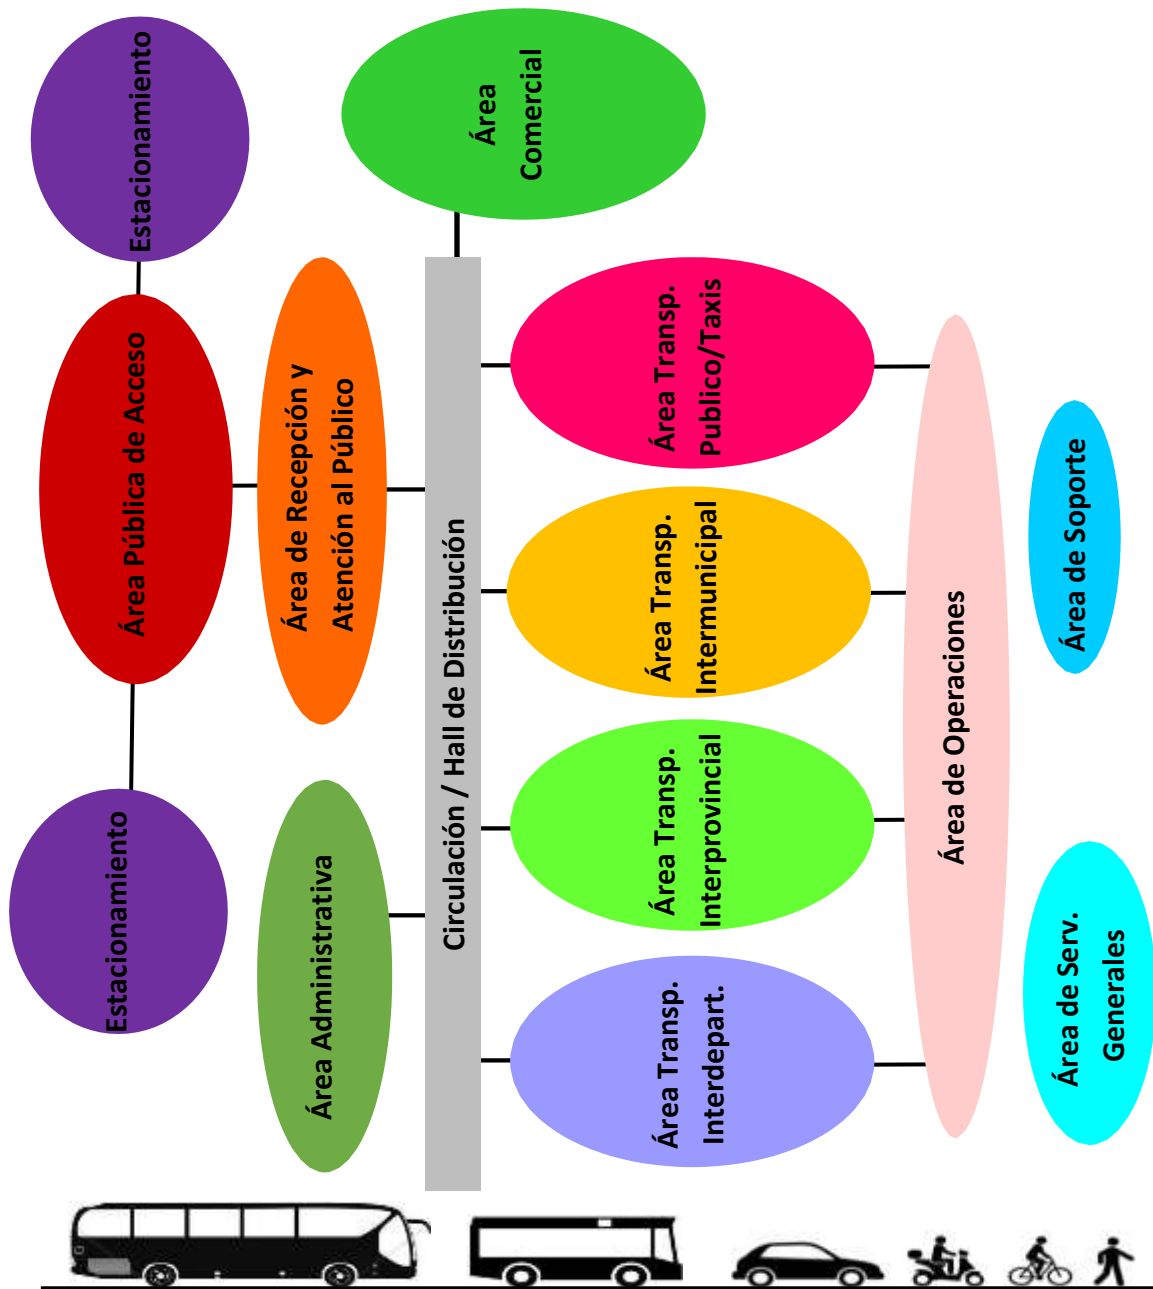 Estacionamiento
Área Pública de Acceso
Estacionamiento
Área Administrativa
Área de Recepción y
Atención al Público
Circulación / Hall de Distribución
Área
Comercial
Área Transp.
Interdepart.
Área Transp.
Interprovincial
Área Transp.
Intermunicipal
Área Transp.
Publico/Taxis
Área de Operaciones
Área de Serv.
Generales
Área de Soporte